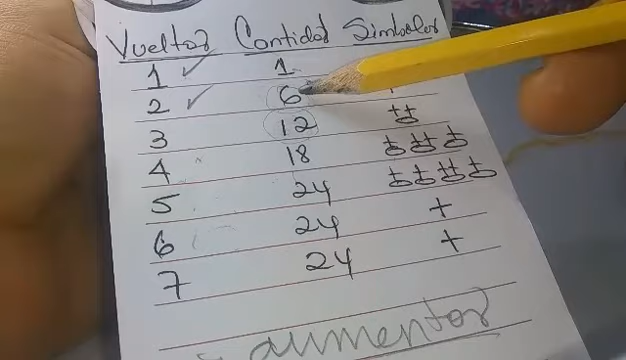 Vueltas Cantidad Simbolos
1 ✓ 1
2 ✓ 6
3 12
4 18
5 24
6 24 +
7 24 +
aumentos